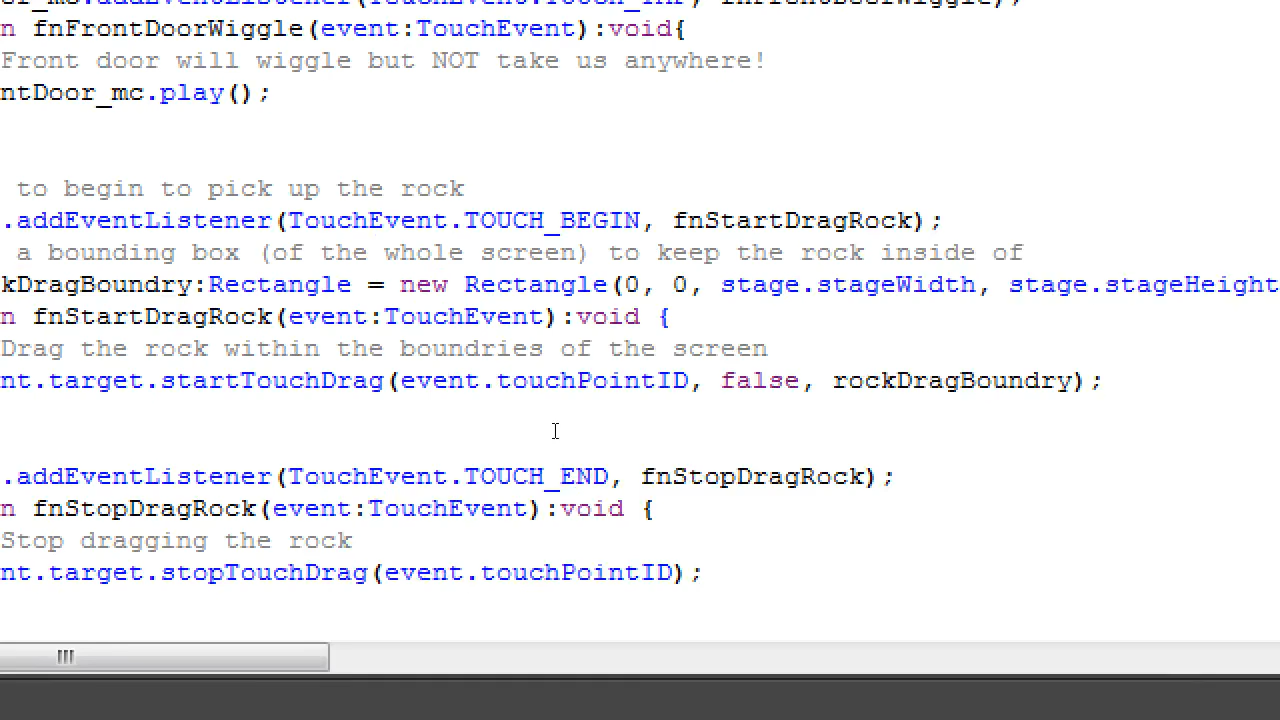 n fnFrontDoorWiggle(event:TouchEvent):void{
Front door will wiggle but NOT take us anywhere!
ntDoor_mc.play();
to begin to pick up the rock
.addEventListener(TouchEvent.TOUCH_BEGIN, fnStartDragRock);
a bounding box (of the whole screen) to keep the rock inside of
kDragBoundry:Rectangle = new Rectangle(0, 0, stage.stageWidth, stage.stageHeight
n fnStartDragRock(event:TouchEvent):void {
Drag the rock within the boundries of the screen
nt.target.startTouchDrag(event.touchPointID, false, rockDragBoundry);
.addEventListener(TouchEvent.TOUCH_END, fnStopDragRock);
n fnStopDragRock(event:TouchEvent):void {
Stop dragging the rock
nt.target.stopTouchDrag(event.touchPointID);